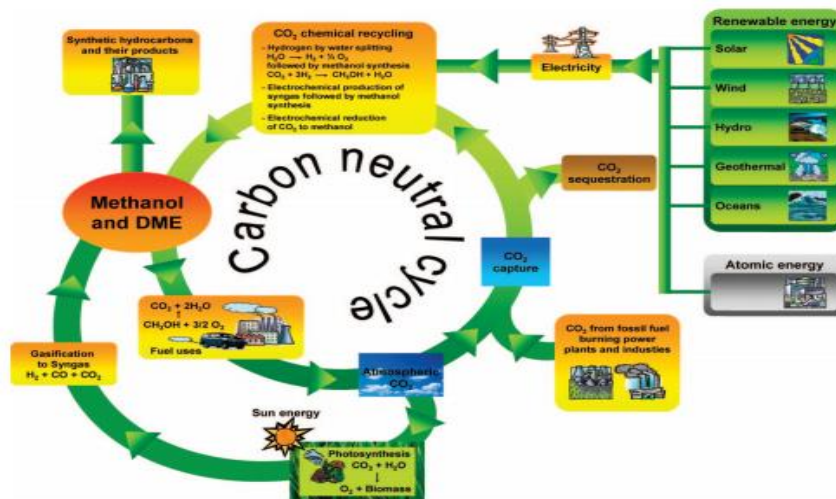 Synthetic hydrocarbons
and their products
CO₂ chemical recycling
- Hydrogen by water splitting
H₂O → H₂ + ½ O₂
followed by methanol synthesis
CO₂ + 3H₂ → CH₃OH + H₂O
- Electrochemical production of
syngas followed by methanol
synthesis
- Electrochemical reduction
of CO₂ to methanol
Electricity
Renewable energy
Solar
Wind
Hydro
Geothermal
Oceans
Atomic energy
CO₂
sequestration
Methanol
and DME
Carbon neutral cycle
CO₂
capture
CO₂ + 2H₂O
CH₃OH + 3/2 O₂
Fuel uses
Atmospheric
CO₂
CO₂ from fossil fuel
burning power
plants and industies
Gasification
to Syngas
H₂ + CO + CO₂
Sun energy
Photosynthesis
CO₂ + H₂O
↓
O₂ + Biomass